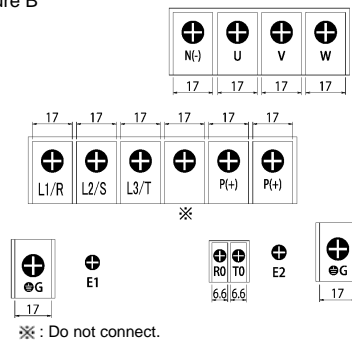 ure B
N(-) U V W
17 17 17 17
17 17 17 17 17 17
L1/R L2/S L3/T P(+) P(+)
※
G E1 R0 T0 E2 G
17 6.6 6.6 17
※ : Do not connect.